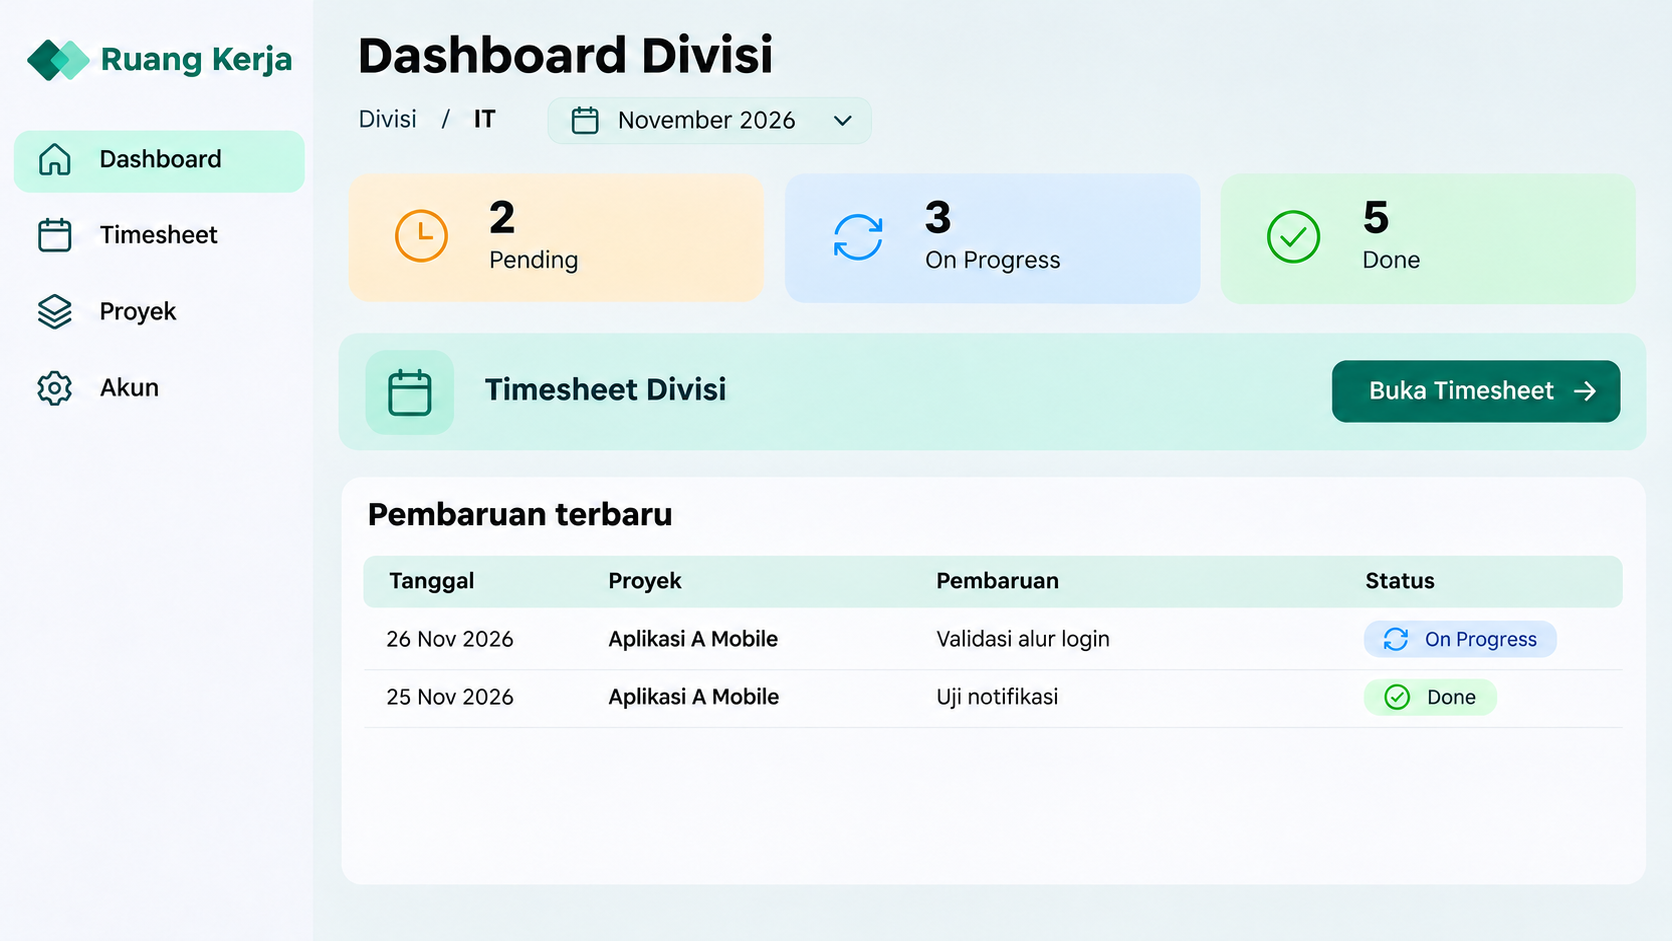 Ruang Kerja
Dashboard
Timesheet
Proyek
Akun
Dashboard Divisi
Divisi / IT
November 2026
2
Pending
3
On Progress
5
Done
Timesheet Divisi
Buka Timesheet →
Pembaruan terbaru
Tanggal Proyek Pembaruan Status
26 Nov 2026 Aplikasi A Mobile Validasi alur login On Progress
25 Nov 2026 Aplikasi A Mobile Uji notifikasi Done